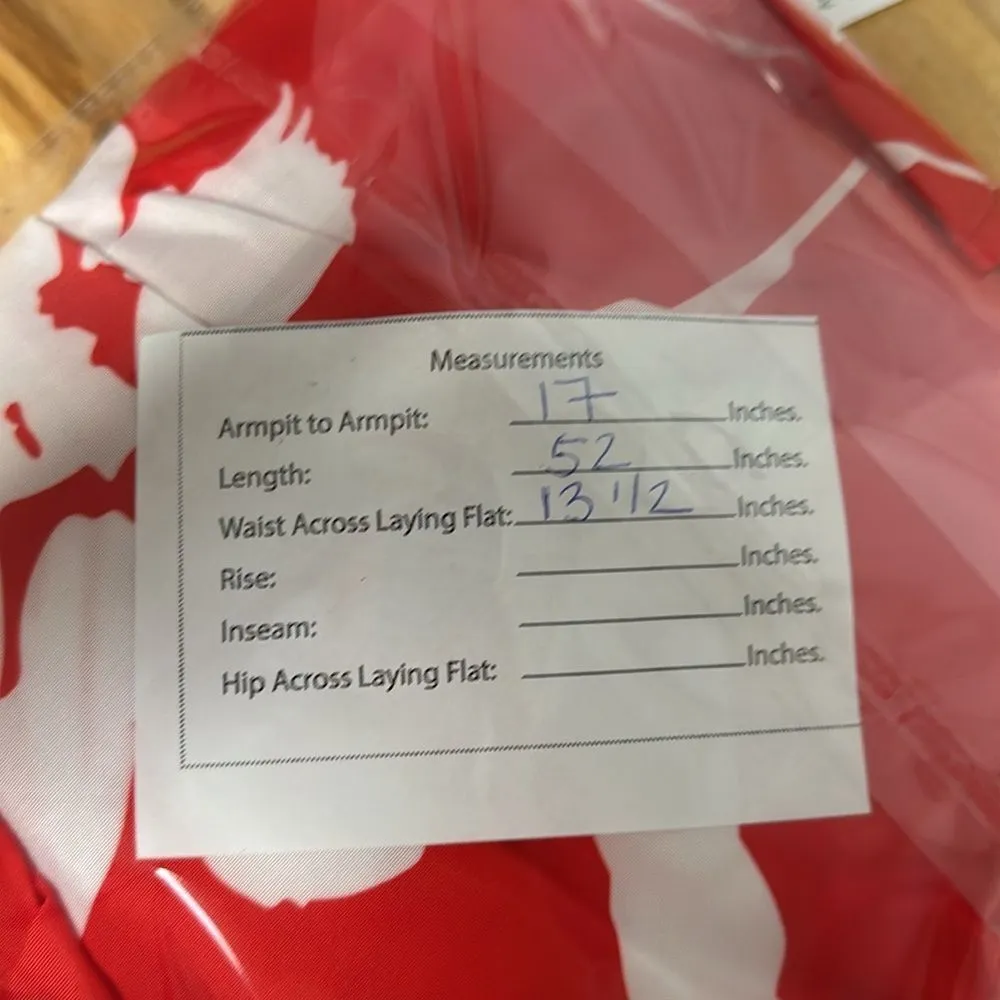 Measurements
Armpit to Armpit: 17 Inches.
Length: 52 Inches.
Waist Across Laying Flat: 13 1/2 Inches.
Rise: Inches.
Inseam: Inches.
Hip Across Laying Flat: Inches.